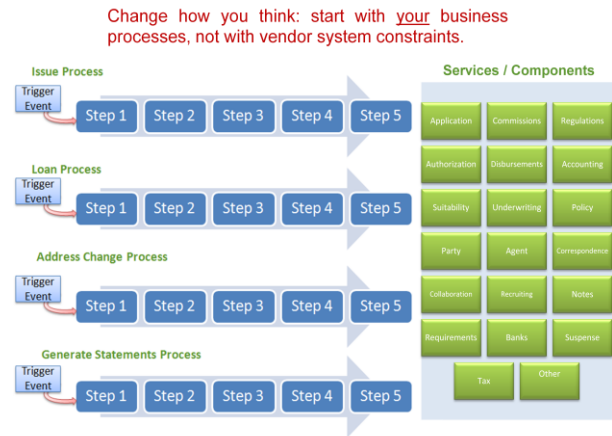 Change how you think: start with your business
processes, not with vendor system constraints.
Issue Process
Trigger
Event
Step 1 Step 2 Step 3 Step 4 Step 5
Loan Process
Trigger
Event
Step 1 Step 2 Step 3 Step 4 Step 5
Address Change Process
Trigger
Event
Step 1 Step 2 Step 3 Step 4 Step 5
Generate Statements Process
Trigger
Event
Step 1 Step 2 Step 3 Step 4 Step 5
Services / Components
Application Commissions Regulations
Authorization Disbursements Accounting
Suitability Underwriting Policy
Party Agent Correspondence
Collaboration Recruiting Notes
Requirements Banks Suspense
Tax Other